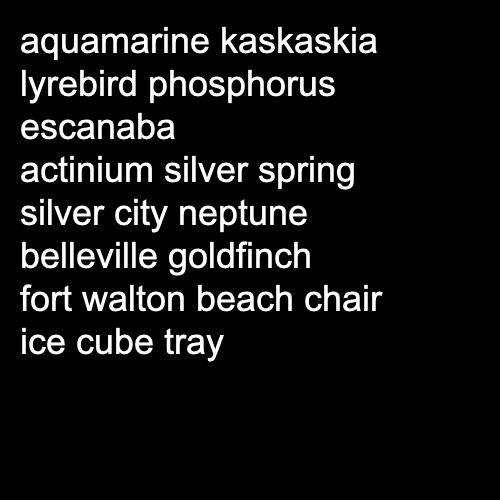 aquamarine kaskaskia
lyrebird phosphorus
escanaba
actinium silver spring
silver city neptune
belleville goldfinch
fort walton beach chair
ice cube tray